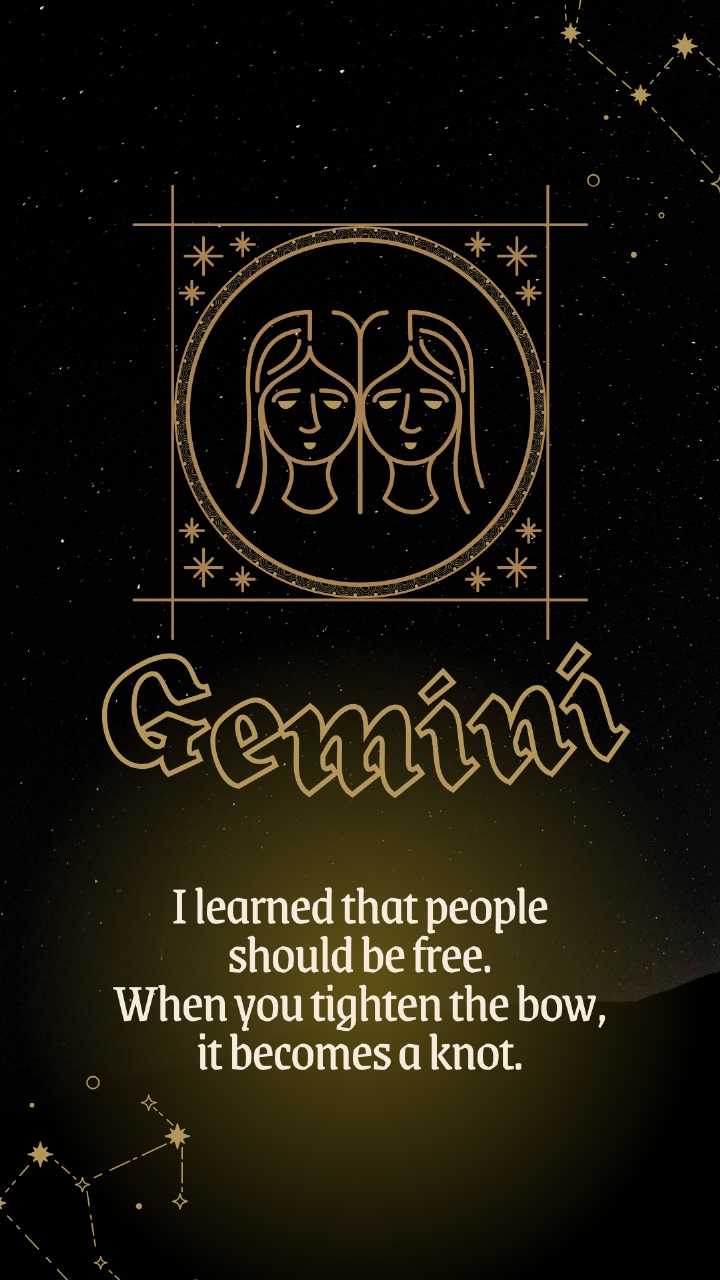 Gemini
I learned that people
should be free.
When you tighten the bow,
it becomes a knot.